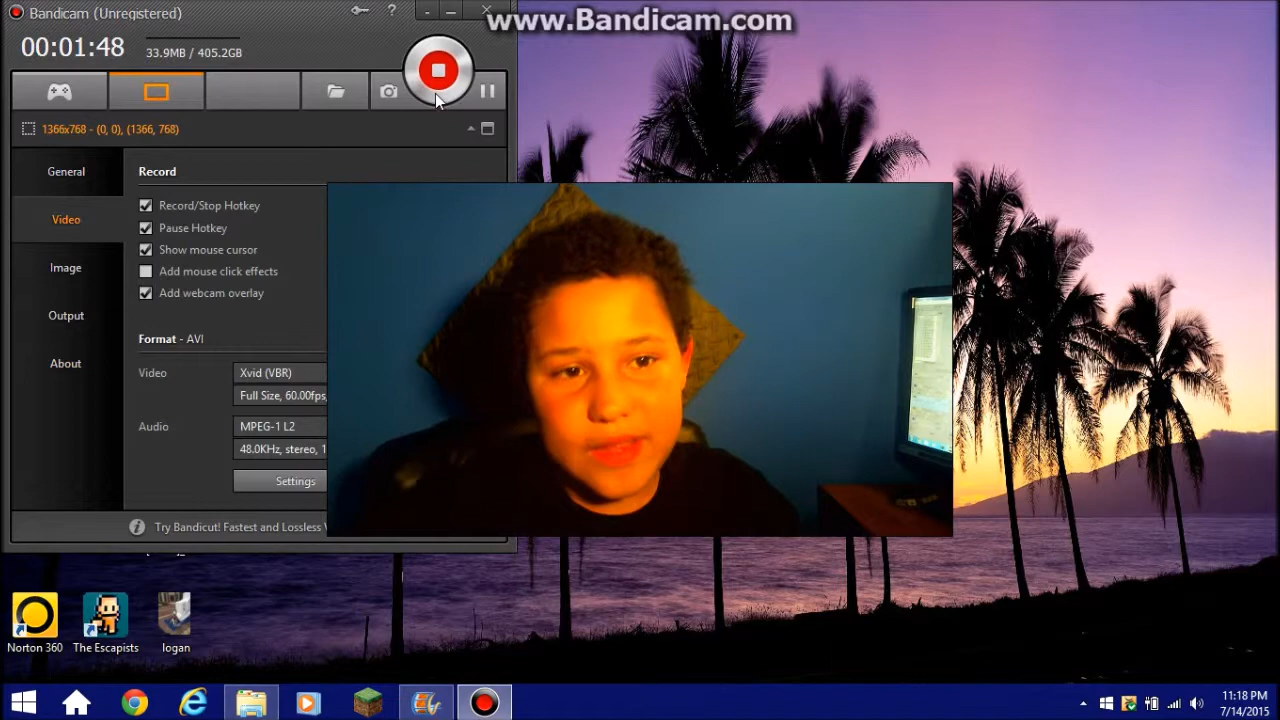 Bandicam (Unregistered)
www.Bandicam.com
00:01:48
33.9MB / 405.2GB
1366x768 - (0, 0), (1366, 768)
General
Video
Image
Output
About
Record
Record/Stop Hotkey
Pause Hotkey
Show mouse cursor
Add mouse click effects
Add webcam overlay
Format - AVI
Video
Xvid (VBR)
Full Size, 60.00fps,
Audio
MPEG-1 L2
48.0KHz, stereo, 1
Settings
Try Bandicut! Fastest and Lossless
Norton 360
The Escapists
logan
11:18 PM
7/14/2015